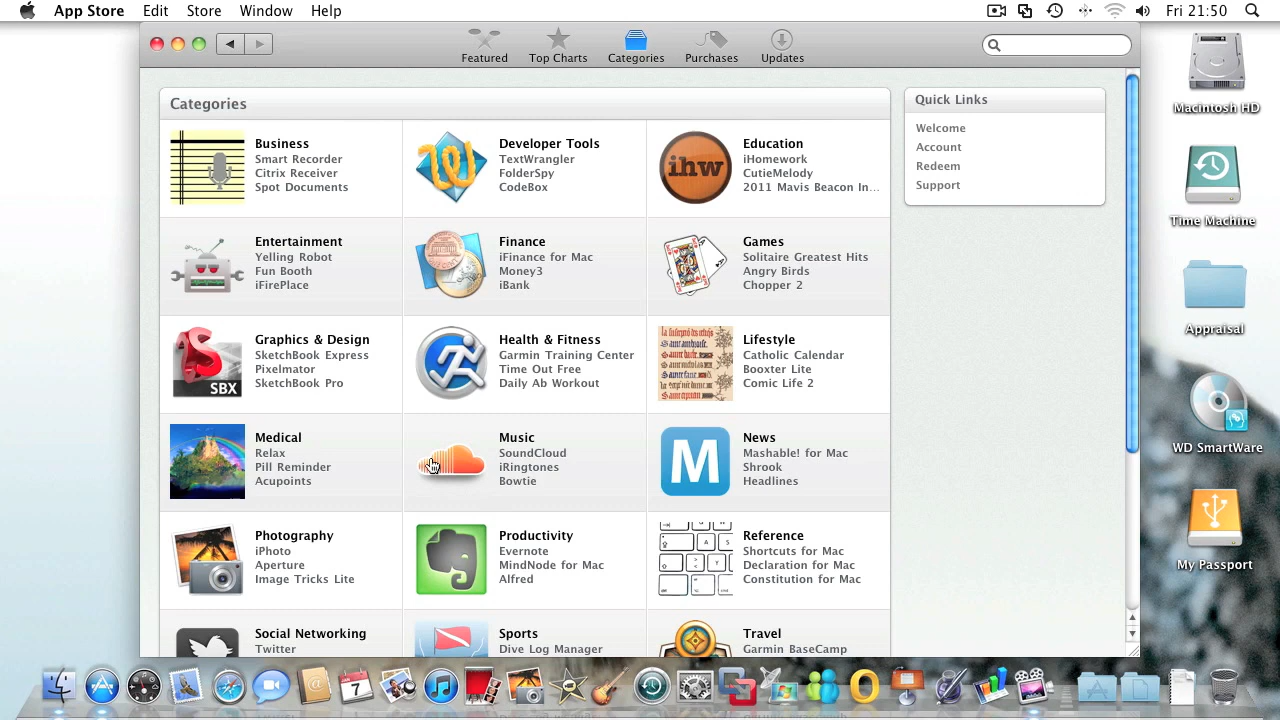 App Store Edit Store Window Help Fri 21:50
Featured Top Charts Categories Purchases Updates
Categories
Business
Smart Recorder
Citrix Receiver
Spot Documents
Developer Tools
TextWrangler
FolderSpy
CodeBox
ihw
Education
iHomework
CutieMelody
2011 Mavis Beacon In...
Entertainment
Yelling Robot
Fun Booth
iFirePlace
Finance
iFinance for Mac
Money3
iBank
Games
Solitaire Greatest Hits
Angry Birds
Chopper 2
SBX
Graphics & Design
SketchBook Express
Pixelmator
SketchBook Pro
Health & Fitness
Garmin Training Center
Time Out Free
Daily Ab Workout
Lifestyle
Catholic Calendar
Booxter Lite
Comic Life 2
Medical
Relax
Pill Reminder
Acupoints
Music
SoundCloud
iRingtones
Bowtie
M
News
Mashable! for Mac
Shrook
Headlines
Photography
iPhoto
Aperture
Image Tricks Lite
Productivity
Evernote
MindNode for Mac
Alfred
Reference
Shortcuts for Mac
Declaration for Mac
Constitution for Mac
Social Networking
Twitter
Sports
Dive Log Manager
Travel
Garmin BaseCamp
Quick Links
Welcome
Account
Redeem
Support
Macintosh HD
Time Machine
Appraisal
WD SmartWare
My Passport
7